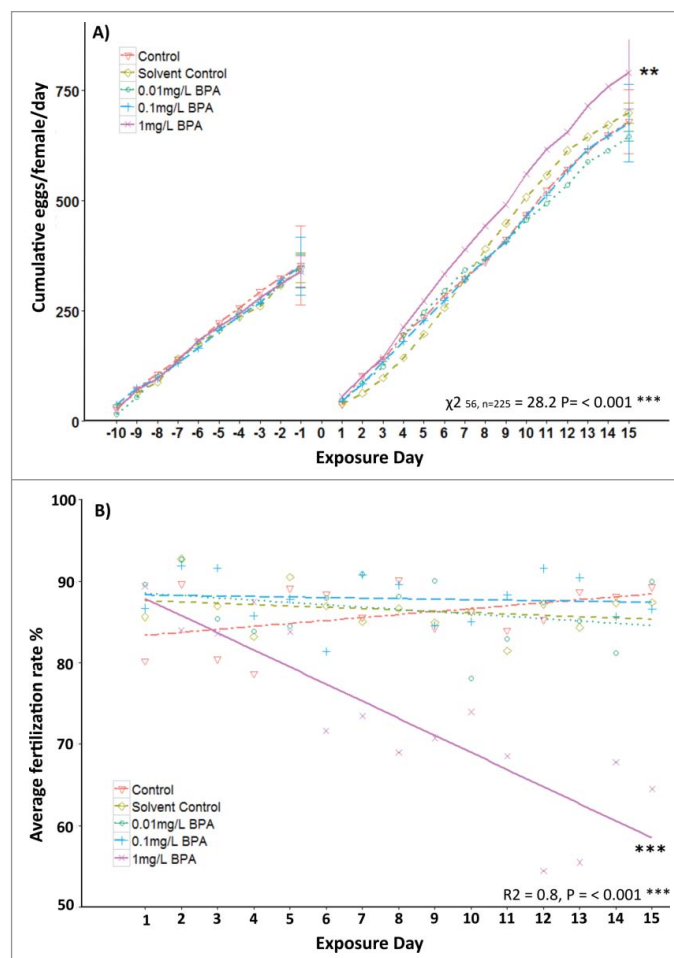 A)
Control
Solvent Control
0.01mg/L BPA
0.1mg/L BPA
1mg/L BPA
**
750
500
250
0
Cumulative eggs/female/day
χ2 56, n=225 = 28.2 P= < 0.001 ***
-10 -9 -8 -7 -6 -5 -4 -3 -2 -1 0 1 2 3 4 5 6 7 8 9 10 11 12 13 14 15
Exposure Day
B)
100
90
80
70
60
50
Average fertilization rate %
Control
Solvent Control
0.01mg/L BPA
0.1mg/L BPA
1mg/L BPA
***
R2 = 0.8, P = < 0.001 ***
1 2 3 4 5 6 7 8 9 10 11 12 13 14 15
Exposure Day